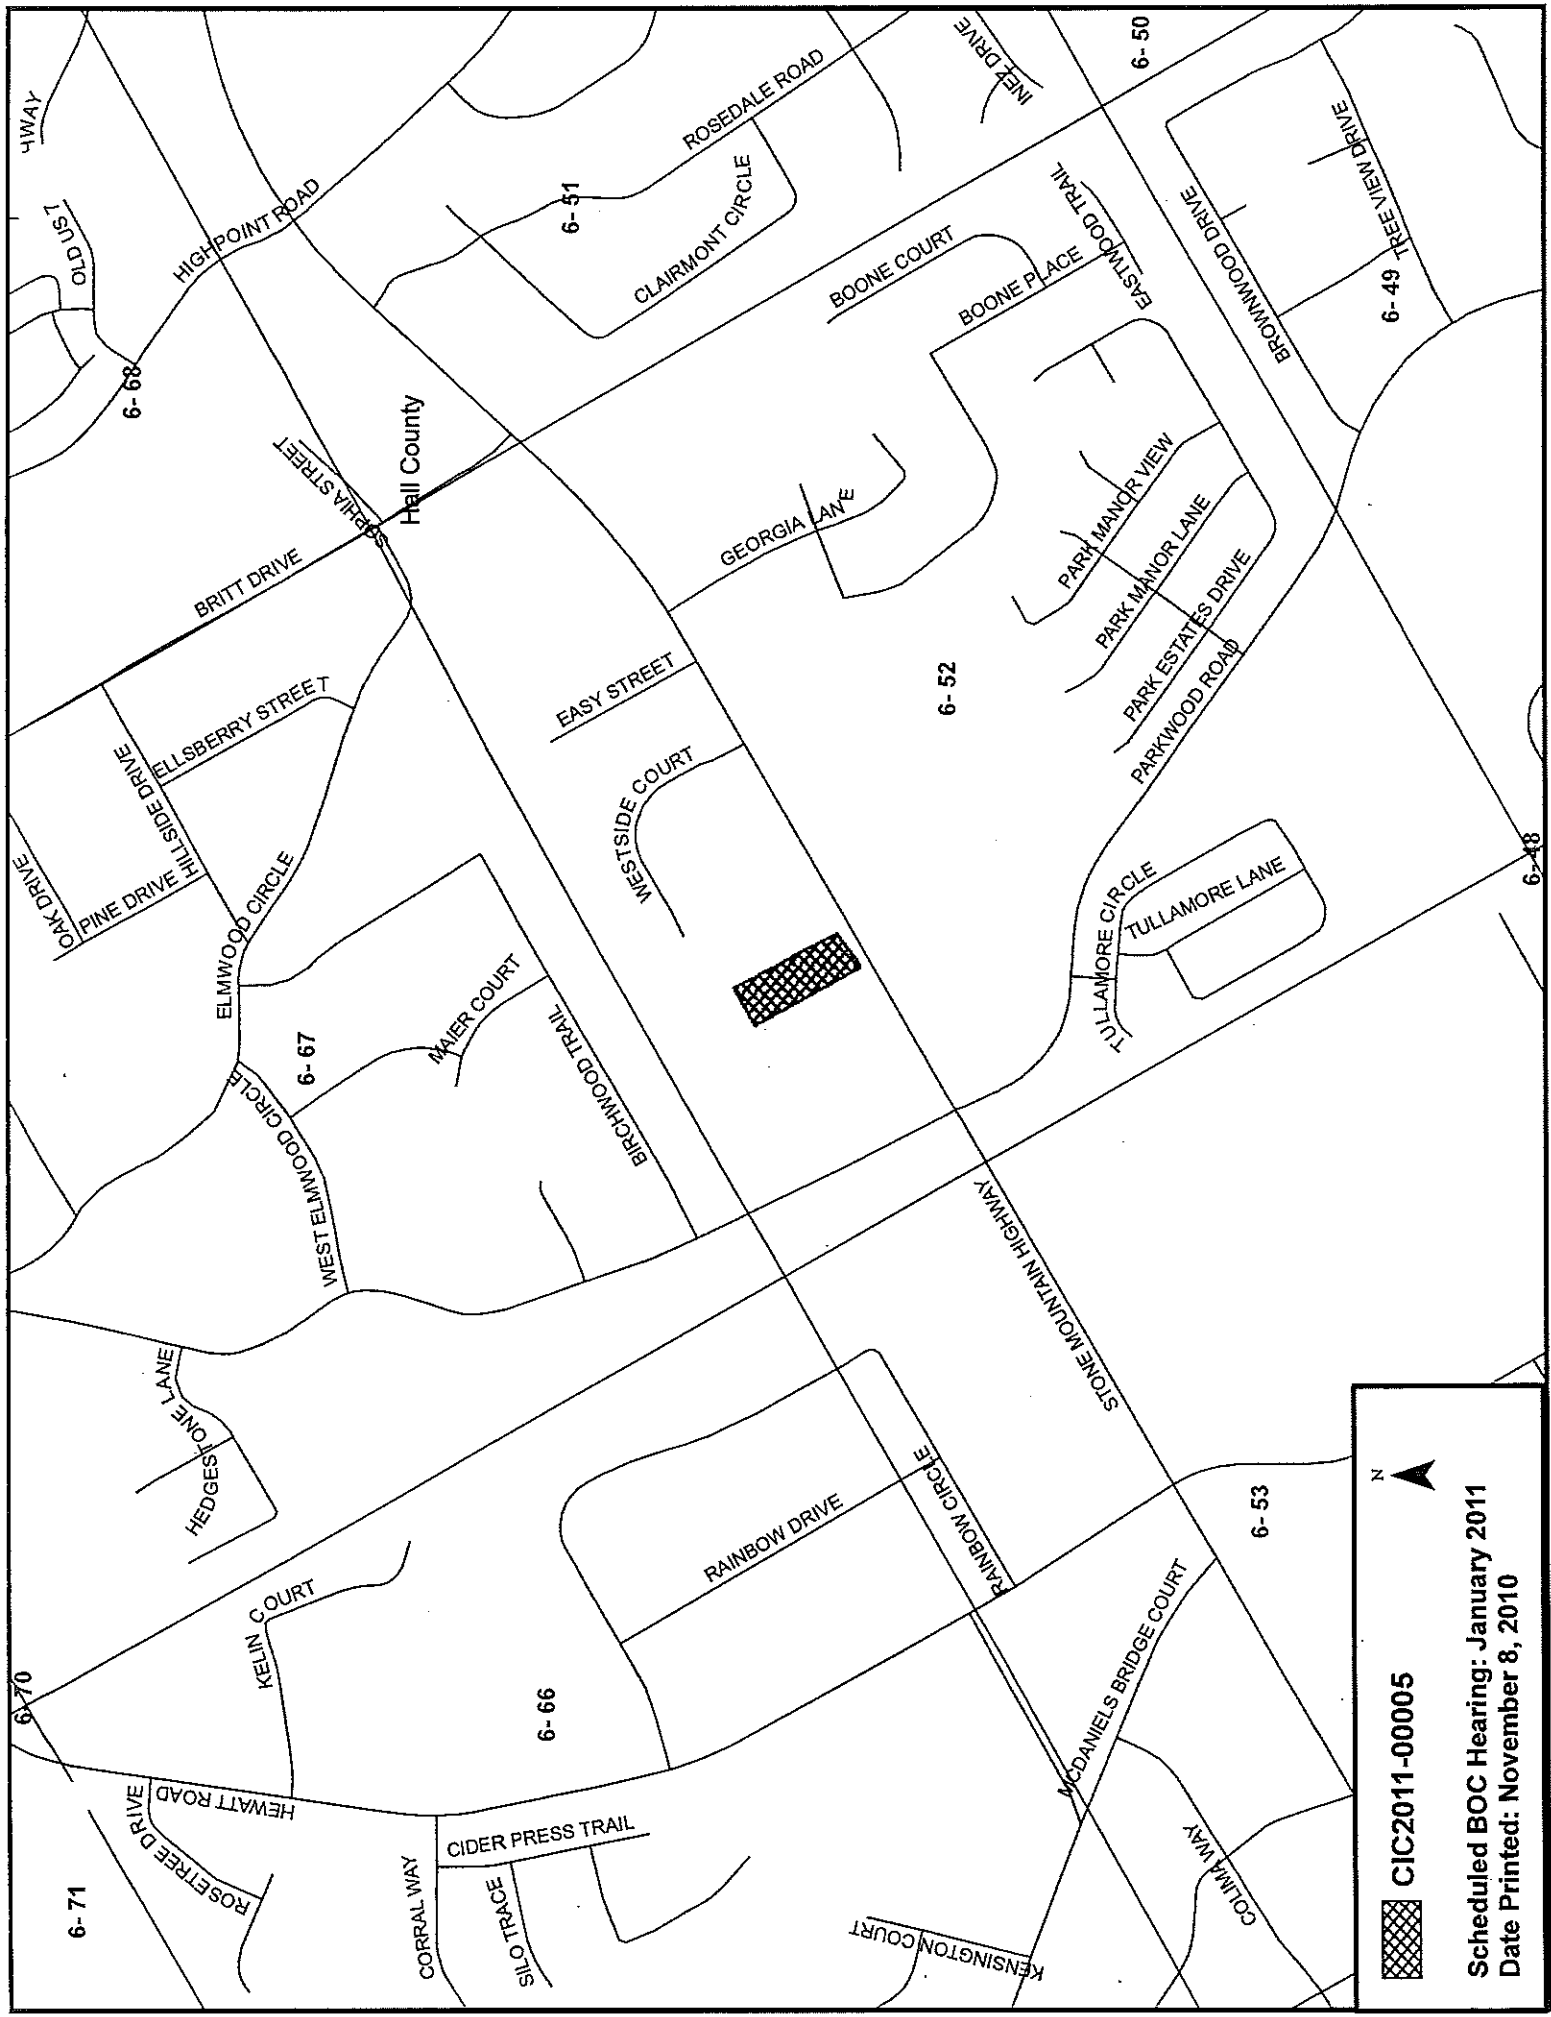 6-71
ROSETREE DRIVE
HEWATT ROAD
6-70
KELIN COURT
HEDGESTONE LANE
CORRAL WAY
CIDER PRESS TRAIL
SILO TRACE
6-66
RAINBOW DRIVE
RAINBOW CIRCLE
KENSINGTON COURT
MCDANIELS BRIDGE COURT
COLIMA WAY
6-53
STONE MOUNTAIN HIGHWAY
WEST ELMWOOD CIRCLE
6-67
ELMWOOD CIRCLE
MAIER COURT
BIRCHWOOD TRAIL
OAK DRIVE
PINE DRIVE
HILLSIDE DRIVE
ELLSBERRY STREET
BRITT DRIVE
SOPHIA STREET
Hall County
6-68
OLD US 7
HWAY
HIGHPOINT ROAD
6-51
ROSEDALE ROAD
CLAIRMONT CIRCLE
INEZ DRIVE
6-50
WESTSIDE COURT
EASY STREET
GEORGIA LANE
BOONE COURT
BOONE PLACE
EASTWOOD TRAIL
6-52
PARK MANOR VIEW
PARK MANOR LANE
PARK ESTATES DRIVE
PARKWOOD ROAD
BROWNWOOD DRIVE
TREE VIEW DRIVE
6-49
TULLAMORE CIRCLE
TULLAMORE LANE
6-48
N
CIC2011-00005
Scheduled BOC Hearing: January 2011
Date Printed: November 8, 2010